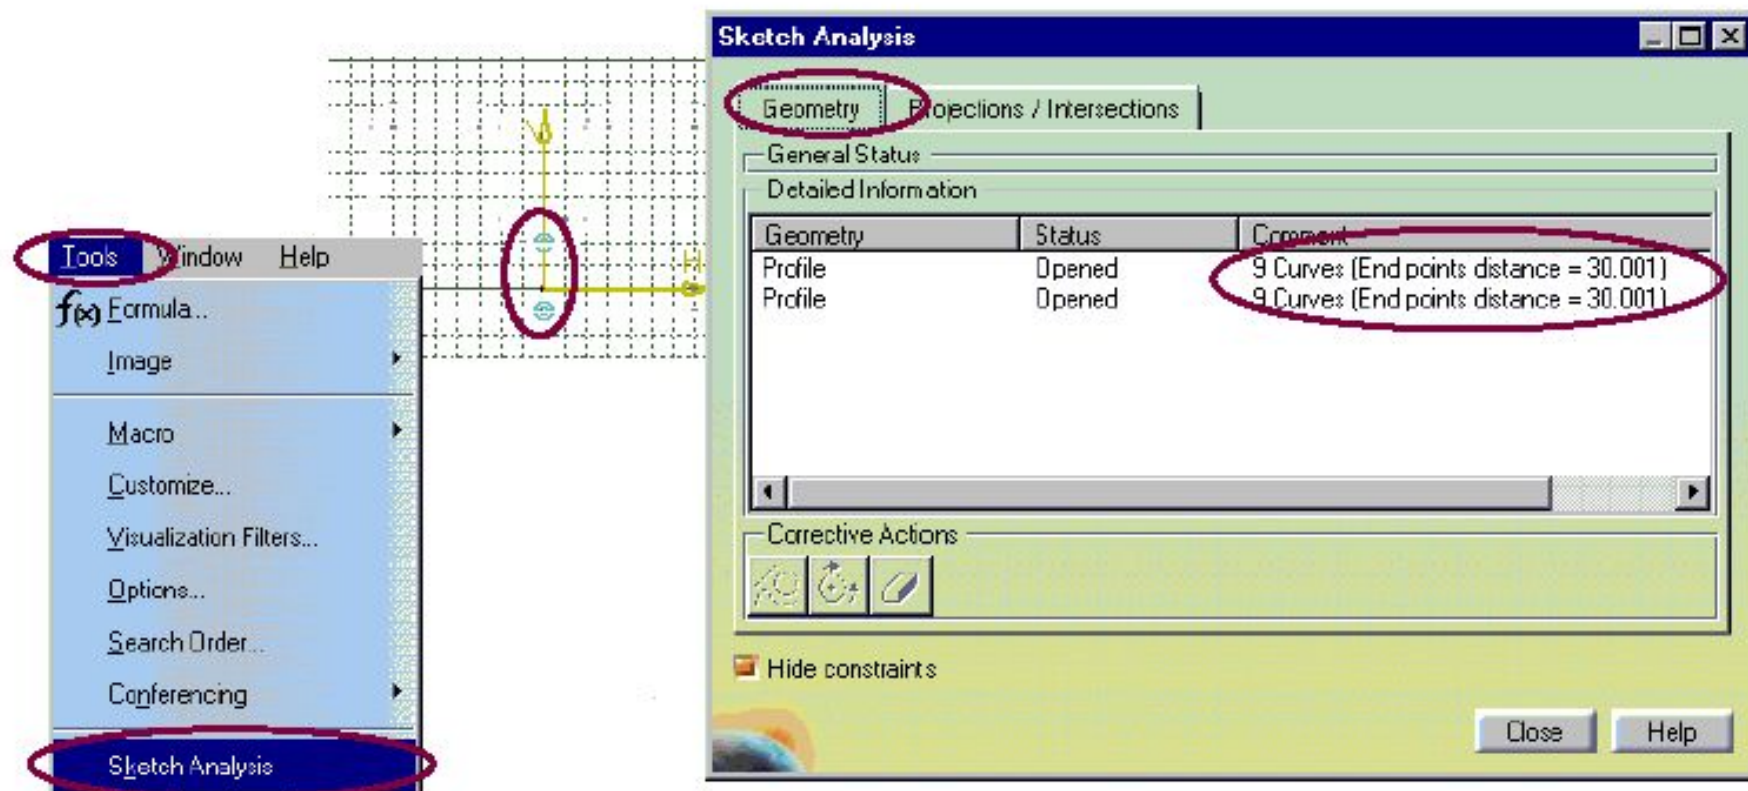 Sketch Analysis
Geometry Projections / Intersections
General Status
Detailed Information
Geometry Status Comment
Profile Opened 9 Curves (End points distance = 30.001)
Profile Opened 9 Curves (End points distance = 30.001)
Corrective Actions
Hide constraints
Close Help
V
H
Tools Window Help
f(x) Formula...
Image
Macro
Customize...
Visualization Filters...
Options...
Search Order...
Conferencing
Sketch Analysis